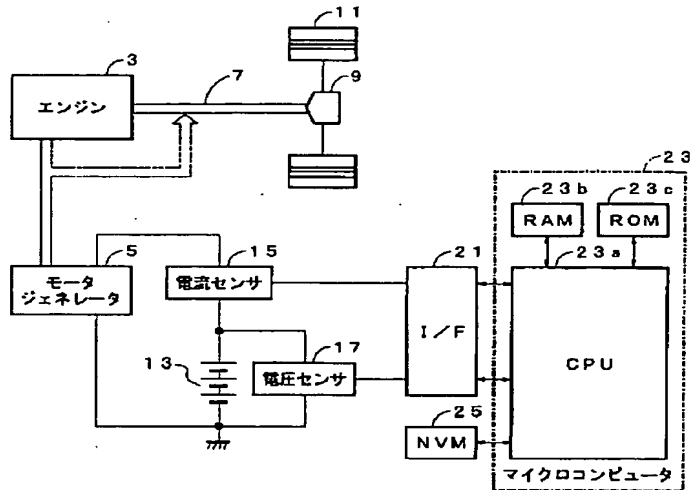 11
3
7
9
エンジン
23
23b
23c
RAM
ROM
5
15
21
23a
モータ
ジェネレータ
電流センサ
I/F
CPU
17
13
電圧センサ
25
NVM
マイクロコンピュータ